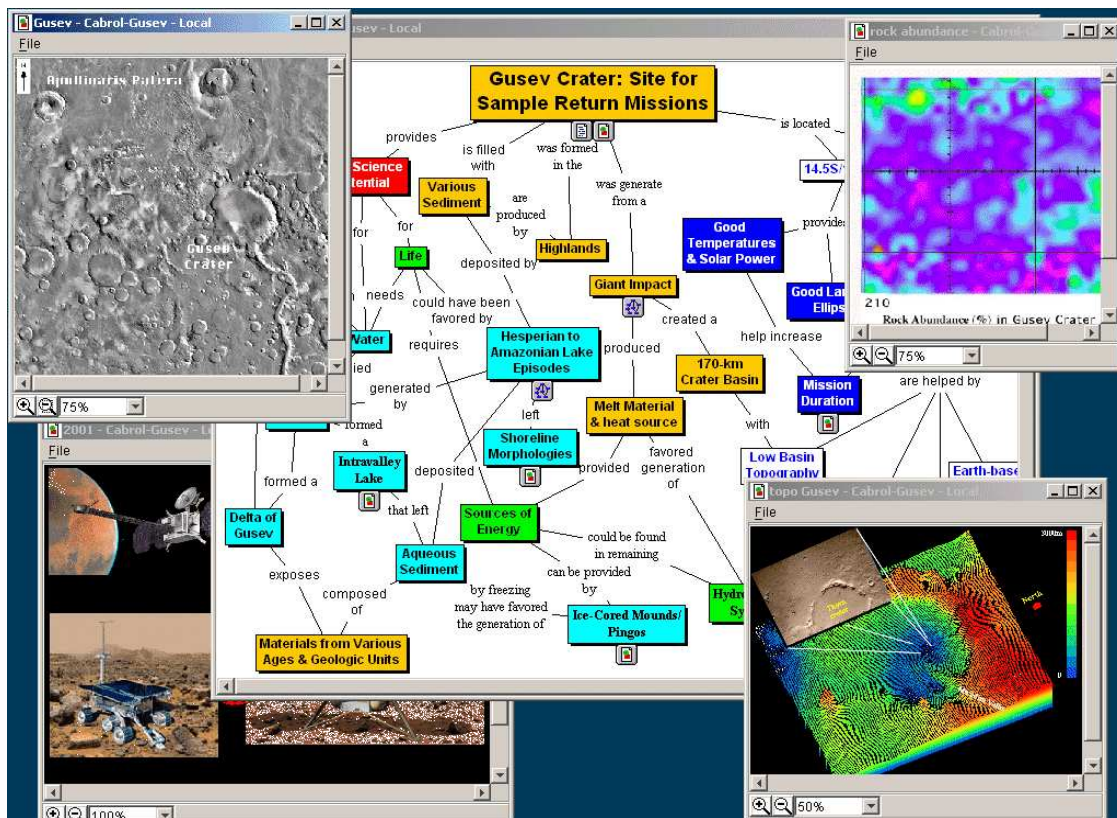 Gusev - Cabrol-Gusev - Local
File
Apollinaris Patera
Gusev
Crater
75%
Gusev - Local
Gusev Crater: Site for
Sample Return Missions
provides
is filled
with
was formed
in the
was generate
from a
is located
Science
Various
Sediment
are
produced
by
Highlands
14.5S/
for
for
Life
deposited by
Good
Temperatures
& Solar Power
provides
Giant Impact
needs
could have been
favored by
requires
created a
Good
Water
Hesperian to
Amazonian Lake
Episodes
produced
help increase
generated
by
170-km
Crater Basin
Mission
Duration
are helped by
left
Melt Material
& heat source
with
formed
a
Shoreline
Morphologies
Low Basin
Topography
Intravalley
Lake
deposited
provided
favored
generation
of
formed a
that left
Sources of
Energy
Delta of
Gusev
Aqueous
Sediment
could be found
in remaining
can be provided
by
exposes
composed
of
by freezing
may have favored
the generation of
Ice-Cored Mounds/
Pingos
Materials from Various
Ages & Geologic Units
rock abundance - Cabrol-
File
210
Rock Abundance (%) in Gusev Crater
75%
2001 - Cabrol-Gusev - Local
File
100%
topo Gusev - Cabrol-Gusev - Local
File
North
0
50%